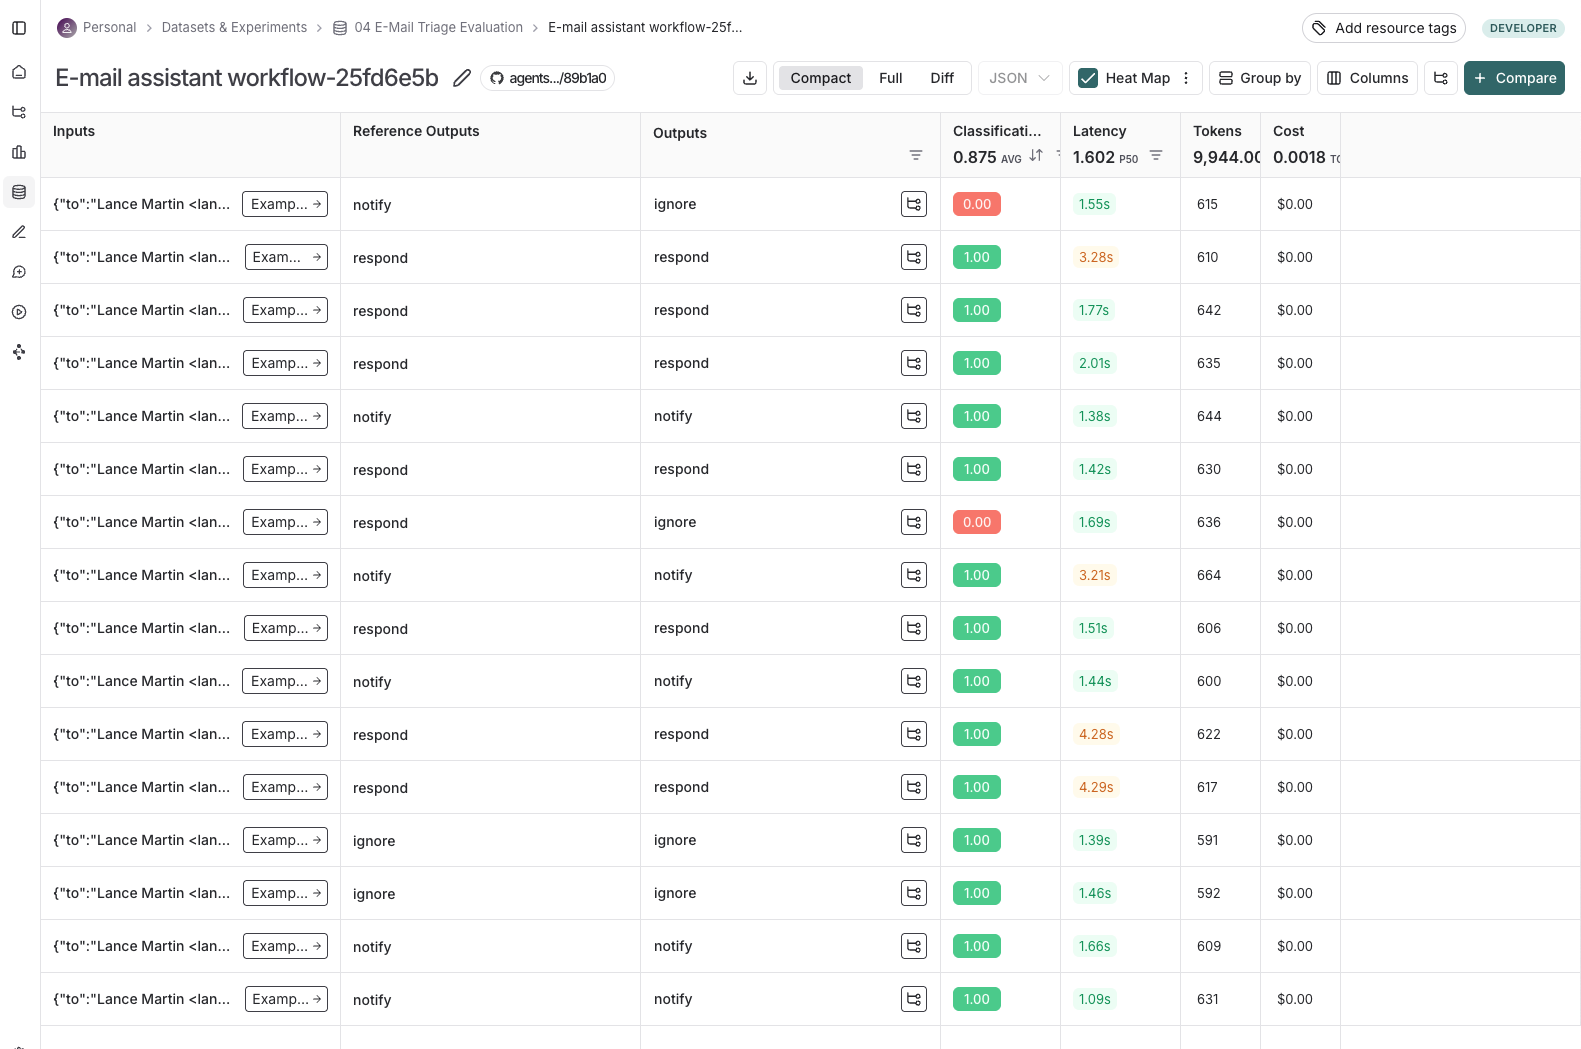 Personal > Datasets & Experiments > 04 E-Mail Triage Evaluation > E-mail assistant workflow-25f...
Add resource tags
DEVELOPER
E-mail assistant workflow-25fd6e5b
agents.../89b1a0
Compact Full Diff
JSON
Heat Map
Group by
Columns
+ Compare
Inputs Reference Outputs Outputs Classificati... Latency Tokens Cost
0.875 AVG 1.602 P50 9,944.00 0.0018
{"to":"Lance Martin <lan... Examp... → notify ignore 0.00 1.55s 615 $0.00
{"to":"Lance Martin <lan... Exam... → respond respond 1.00 3.28s 610 $0.00
{"to":"Lance Martin <lan... Examp... → respond respond 1.00 1.77s 642 $0.00
{"to":"Lance Martin <lan... Examp... → respond respond 1.00 2.01s 635 $0.00
{"to":"Lance Martin <lan... Examp... → notify notify 1.00 1.38s 644 $0.00
{"to":"Lance Martin <lan... Examp... → respond respond 1.00 1.42s 630 $0.00
{"to":"Lance Martin <lan... Examp... → respond ignore 0.00 1.69s 636 $0.00
{"to":"Lance Martin <lan... Examp... → notify notify 1.00 3.21s 664 $0.00
{"to":"Lance Martin <lan... Examp... → respond respond 1.00 1.51s 606 $0.00
{"to":"Lance Martin <lan... Examp... → notify notify 1.00 1.44s 600 $0.00
{"to":"Lance Martin <lan... Examp... → respond respond 1.00 4.28s 622 $0.00
{"to":"Lance Martin <lan... Examp... → respond respond 1.00 4.29s 617 $0.00
{"to":"Lance Martin <lan... Examp... → ignore ignore 1.00 1.39s 591 $0.00
{"to":"Lance Martin <lan... Examp... → ignore ignore 1.00 1.46s 592 $0.00
{"to":"Lance Martin <lan... Examp... → notify notify 1.00 1.66s 609 $0.00
{"to":"Lance Martin <lan... Examp... → notify notify 1.00 1.09s 631 $0.00